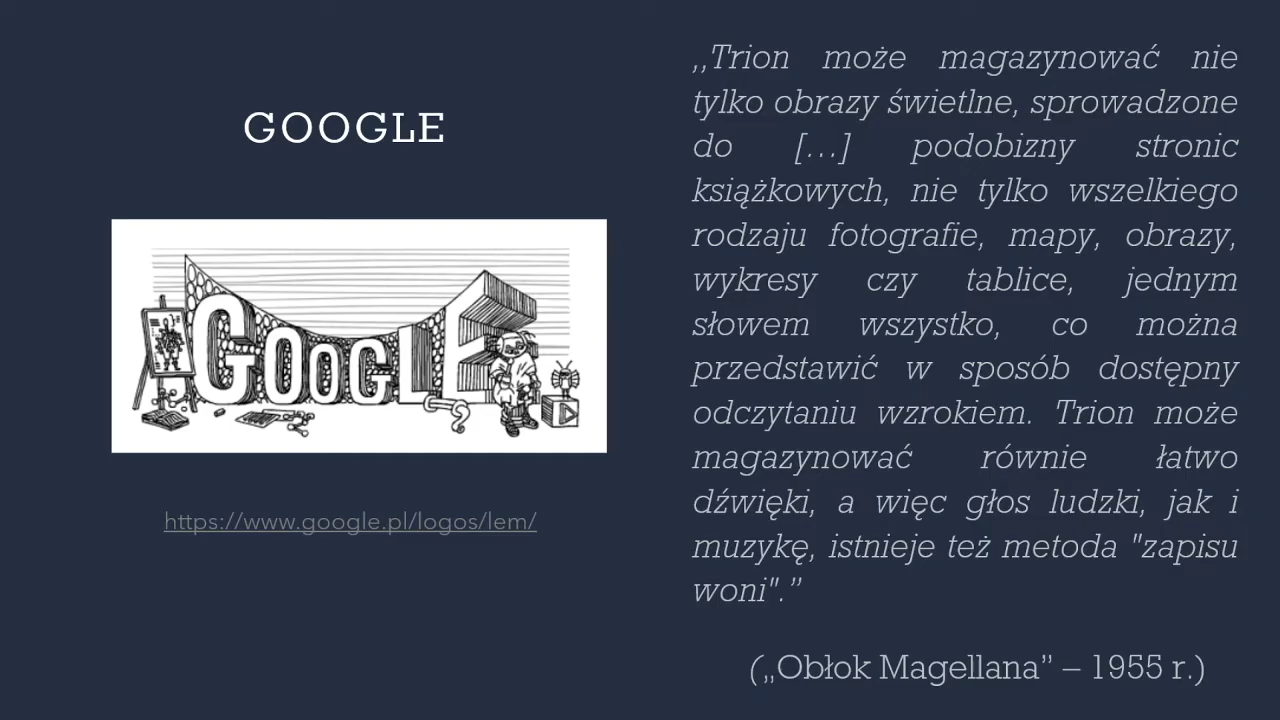 GOOGLE
GOOGLE
https://www.google.pl/logos/lem/
,,Trion może magazynować nie
tylko obrazy świetlne, sprowadzone
do [...] podobizny stronic
książkowych, nie tylko wszelkiego
rodzaju fotografie, mapy, obrazy,
wykresy czy tablice, jednym
słowem wszystko, co można
przedstawić w sposób dostępny
odczytaniu wzrokiem. Trion może
magazynować równie łatwo
dźwięki, a więc głos ludzki, jak i
muzykę, istnieje też metoda "zapisu
woni".”
(„Obłok Magellana” – 1955 r.)